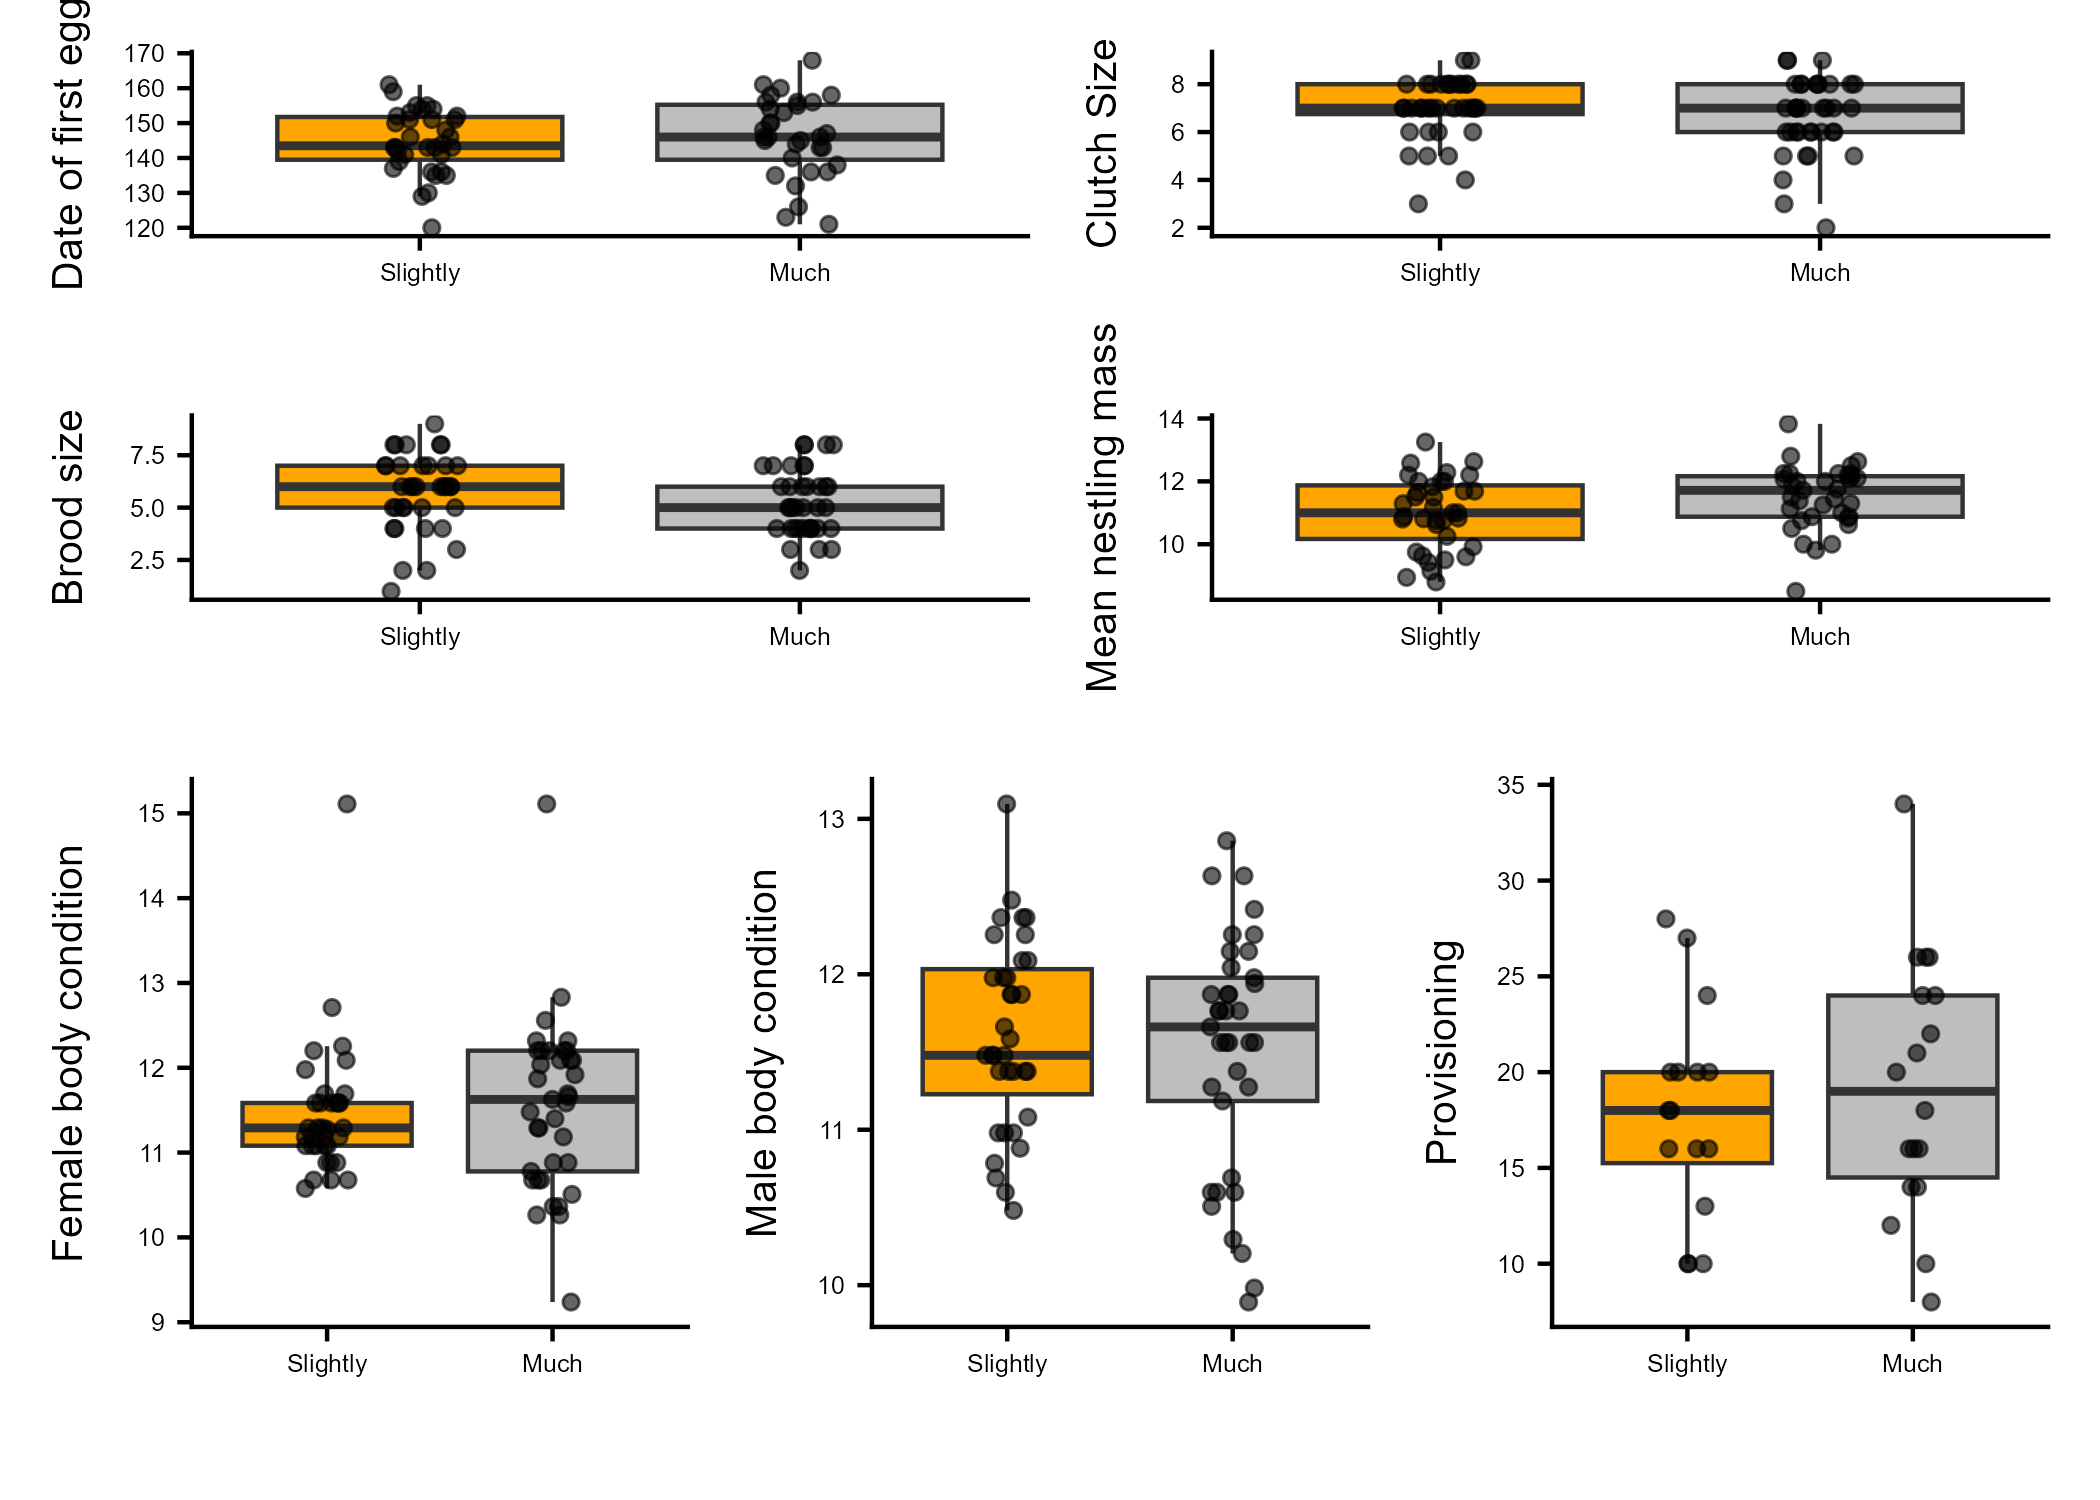 Date of first egg
170
160
150
140
130
120
Slightly
Much
Clutch Size
8
6
4
2
Slightly
Much
Brood size
7.5
5.0
2.5
Slightly
Much
Mean nestling mass
14
12
10
Slightly
Much
Female body condition
15
14
13
12
11
10
9
Slightly
Much
Male body condition
13
12
11
10
Slightly
Much
Provisioning
35
30
25
20
15
10
Slightly
Much